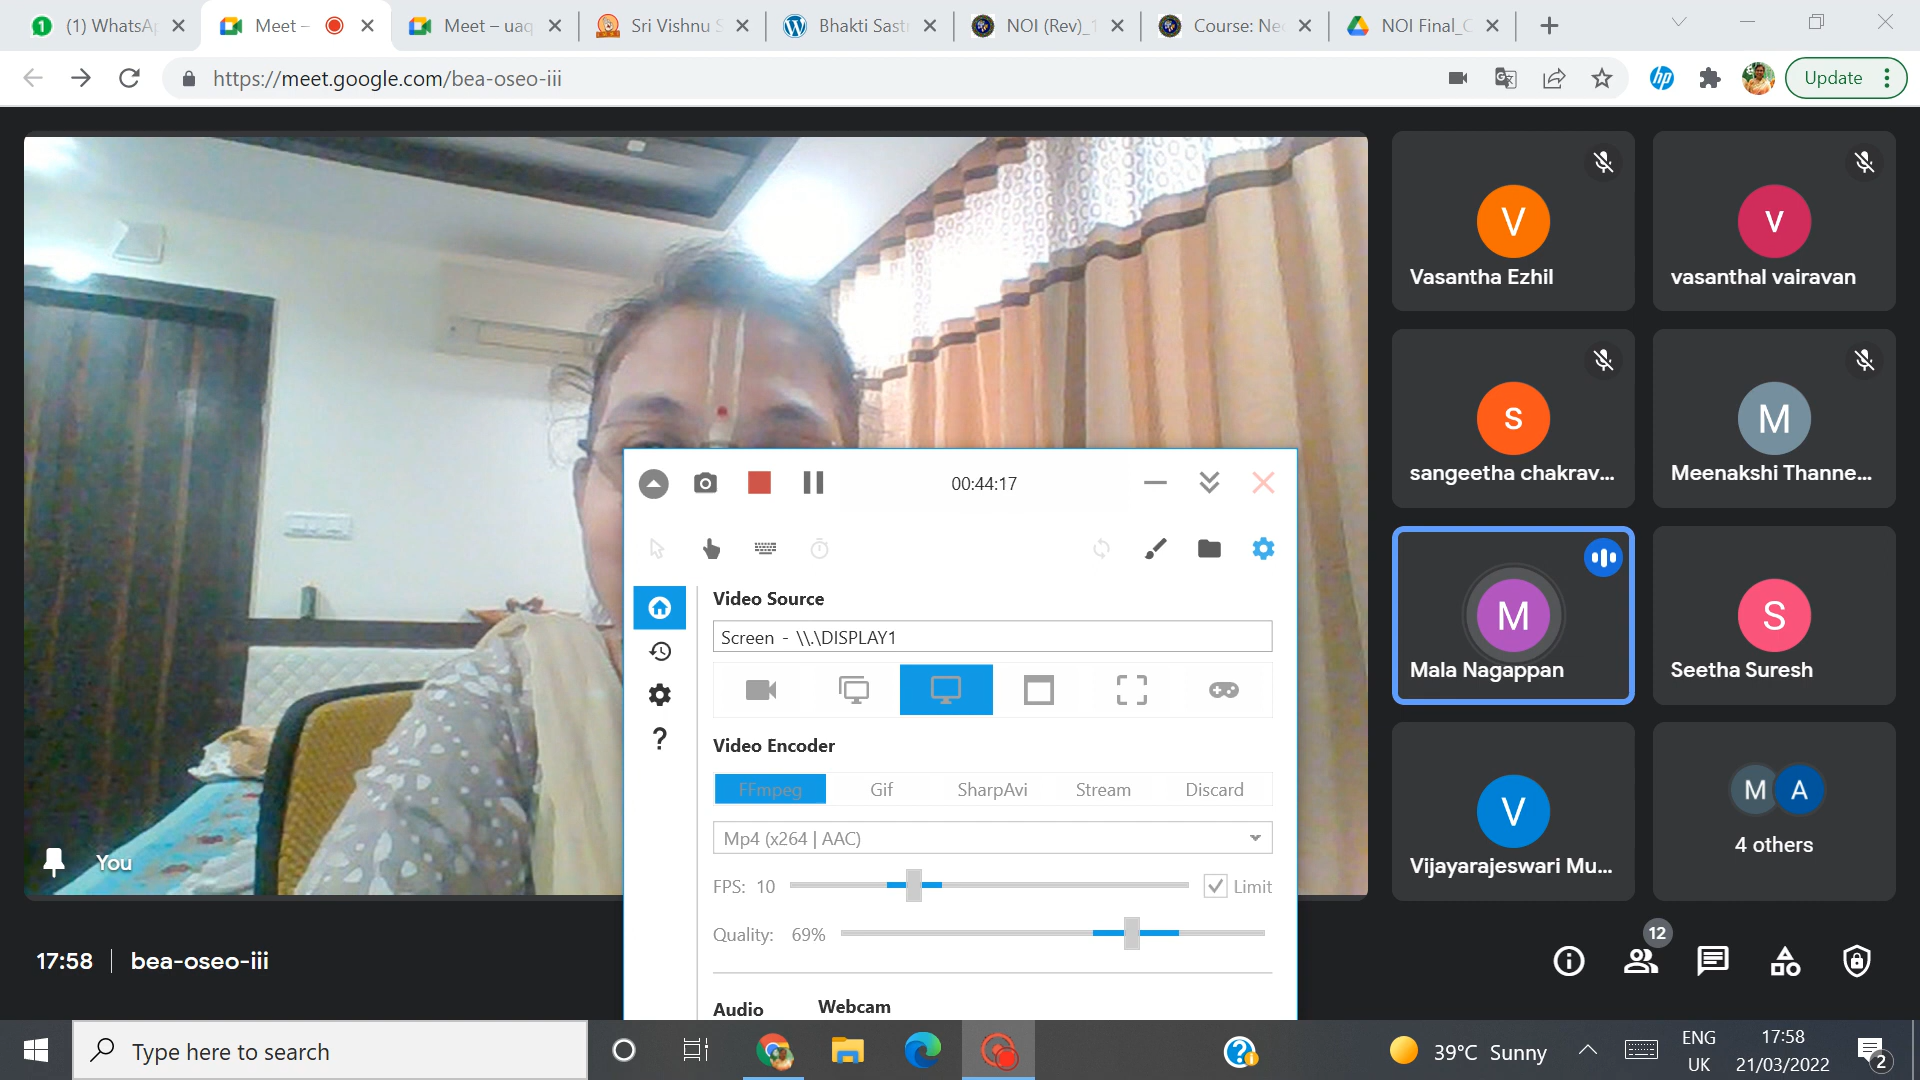 (1) WhatsAp
Meet –
Meet – uaq
Sri Vishnu S
Bhakti Sastr
NOI (Rev)_1
Course: Nec
NOI Final_C
https://meet.google.com/bea-oseo-iii
Update
V
Vasantha Ezhil
v
vasanthal vairavan
s
sangeetha chakrav...
M
Meenakshi Thanne...
M
Mala Nagappan
S
Seetha Suresh
V
Vijayarajeswari Mu...
M A
4 others
You
00:44:17
Video Source
Screen - \\.\DISPLAY1
Video Encoder
FFmpeg Gif SharpAvi Stream Discard
Mp4 (x264 | AAC)
FPS: 10 Limit
Quality: 69%
Audio Webcam
17:58 | bea-oseo-iii
12
Type here to search
39°C Sunny
ENG
UK
17:58
21/03/2022
2